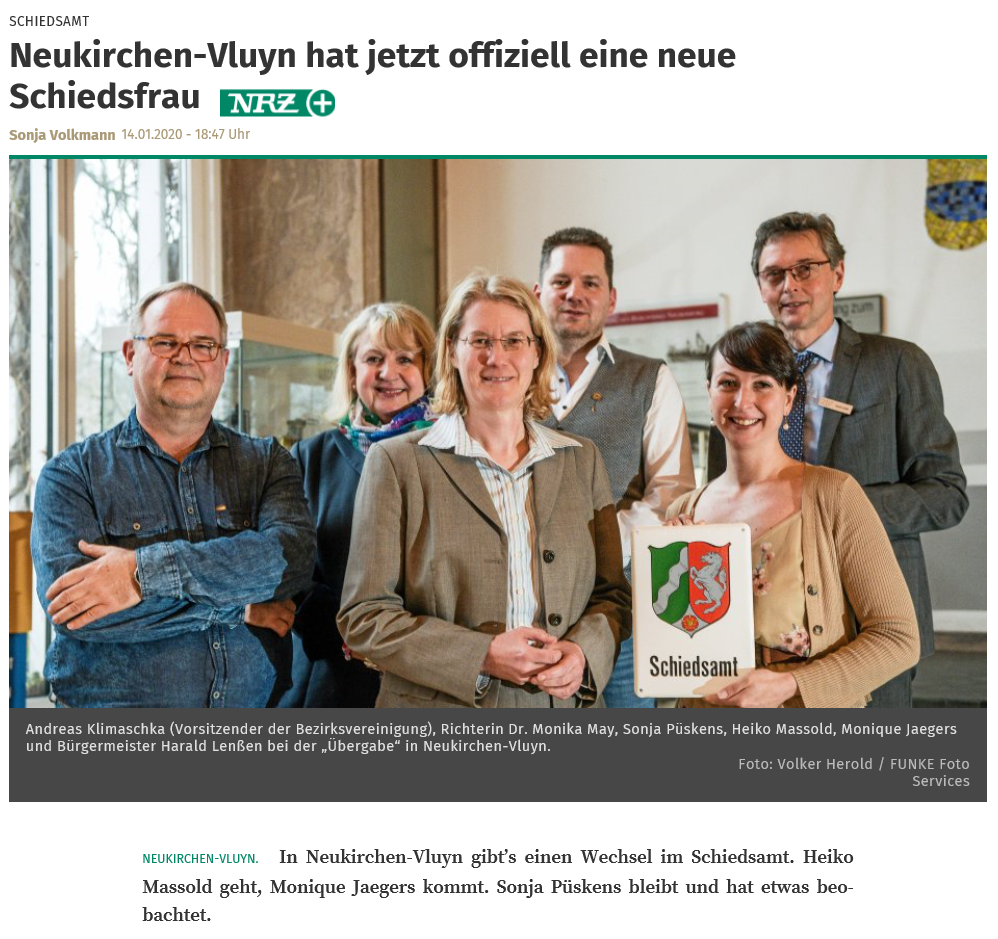 SCHIEDSAMT
Neukirchen-Vluyn hat jetzt offiziell eine neue
Schiedsfrau NRZ+
Sonja Volkmann 14.01.2020 - 18:47 Uhr
Schiedsamt
Andreas Klimaschka (Vorsitzender der Bezirksvereinigung), Richterin Dr. Monika May, Sonja Püskens, Heiko Massold, Monique Jaegers
und Bürgermeister Harald Lenßen bei der „Übergabe“ in Neukirchen-Vluyn.
Foto: Volker Herold / FUNKE Foto
Services
NEUKIRCHEN-VLUYN. In Neukirchen-Vluyn gibt’s einen Wechsel im Schiedsamt. Heiko
Massold geht, Monique Jaegers kommt. Sonja Püskens bleibt und hat etwas beo-
bachtet.